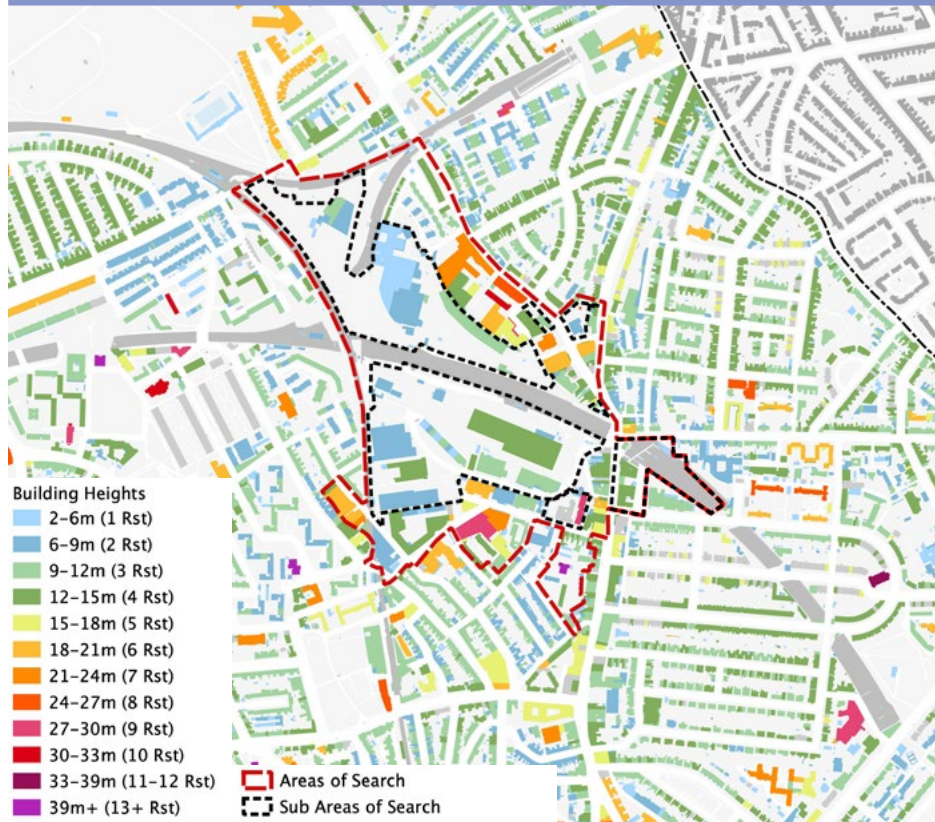 Building Heights
2-6m (1 Rst)
6-9m (2 Rst)
9-12m (3 Rst)
12-15m (4 Rst)
15-18m (5 Rst)
18-21m (6 Rst)
21-24m (7 Rst)
24-27m (8 Rst)
27-30m (9 Rst)
30-33m (10 Rst)
33-39m (11-12 Rst)
39m+ (13+ Rst)
Areas of Search
Sub Areas of Search